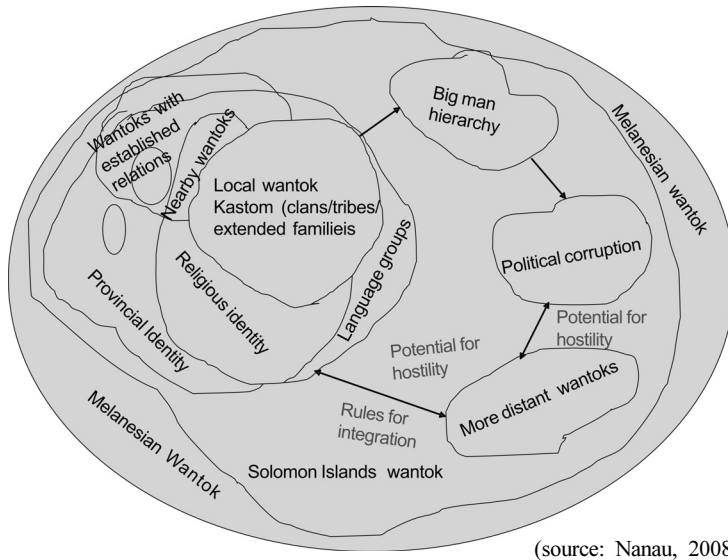 Big man
hierarchy
Melanesian wantok
Wantoks with
established
relations
Nearby wantoks
Local wantok
Kastom (clans/tribes/
extended familieis
Political corruption
Provincial Identity
Religious identity
Language groups
Potential for
hostility
Potential for
hostility
More distant wantoks
Rules for
integration
Melanesian Wantok
Solomon Islands wantok
(source: Nanau, 2008